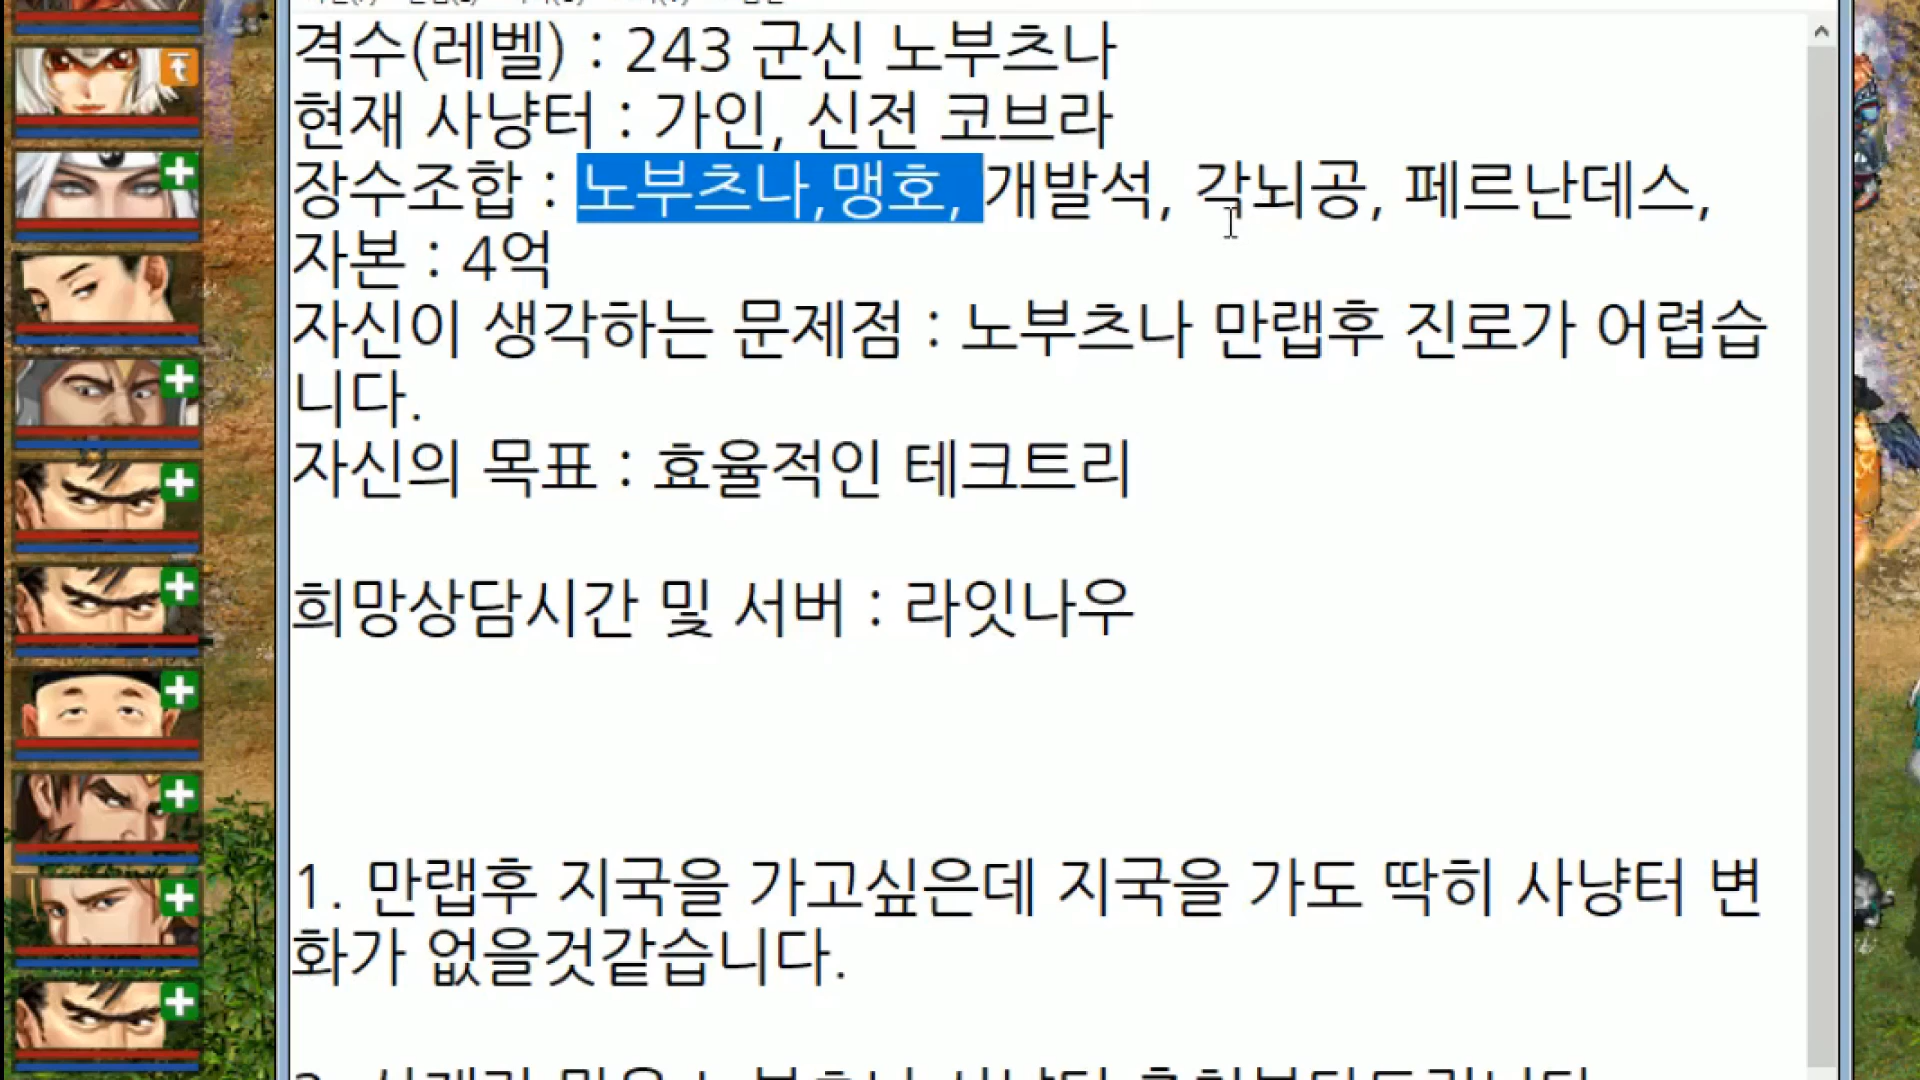 격수(레벨) : 243 군신 노부츠나
현재 사냥터 : 가인, 신전 코브라
장수조합 : 노부츠나,맹호, 개발석, 각뇌공, 페르난데스,
자본 : 4억
자신이 생각하는 문제점 : 노부츠나 만랩후 진로가 어렵습
니다.
자신의 목표 : 효율적인 테크트리
희망상담시간 및 서버 : 라잇나우
1. 만랩후 지국을 가고싶은데 지국을 가도 딱히 사냥터 변
화가 없을것같습니다.